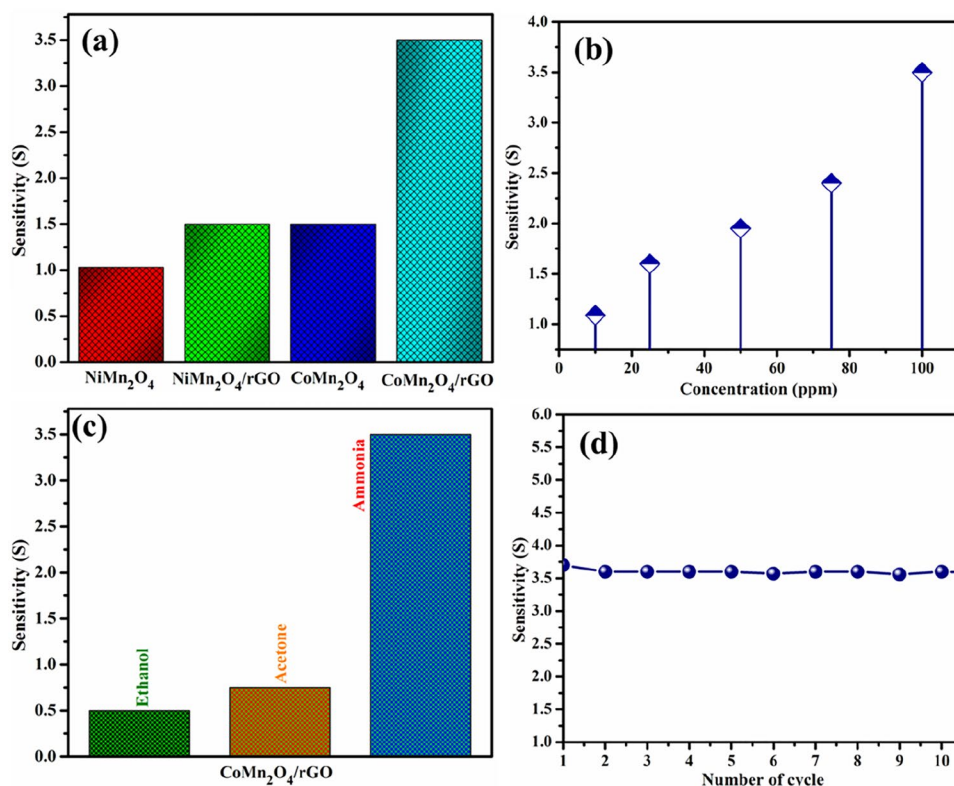 (a)
Sensitivity (S)
3.5
3.0
2.5
2.0
1.5
1.0
0.5
0.0
NiMn₂O₄ NiMn₂O₄/rGO CoMn₂O₄ CoMn₂O₄/rGO
(b)
Sensitivity (S)
4.0
3.5
3.0
2.5
2.0
1.5
1.0
0 20 40 60 80 100
Concentration (ppm)
(c)
Sensitivity (S)
3.5
3.0
2.5
2.0
1.5
1.0
0.5
0.0
Ethanol
Acetone
Ammonia
CoMn₂O₄/rGO
(d)
Sensitivity (S)
6.0
5.5
5.0
4.5
4.0
3.5
3.0
2.5
2.0
1.5
1.0
1 2 3 4 5 6 7 8 9 10
Number of cycle